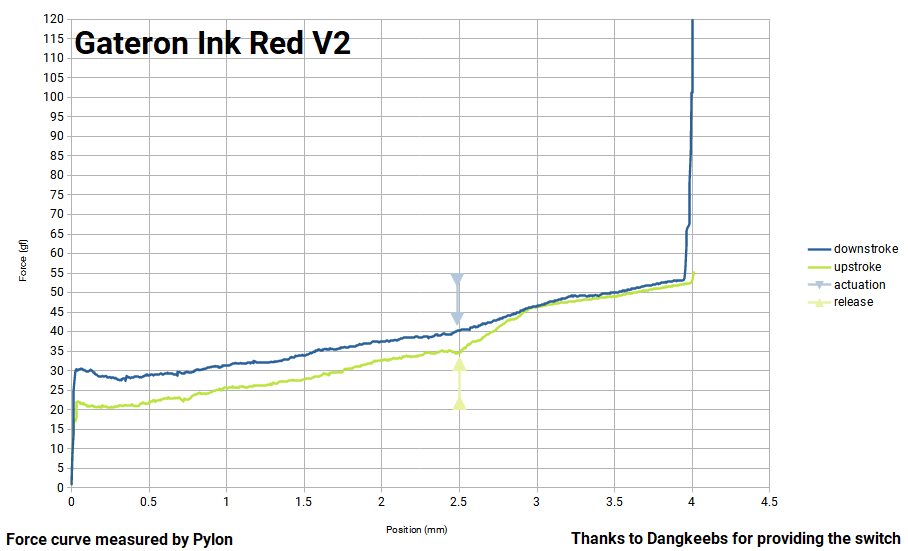 Gateron Ink Red V2
120
115
110
105
100
95
90
85
80
75
70
65
60
55
50
45
40
35
30
25
20
15
10
5
0
Force (gf)
0 0.5 1 1.5 2 2.5 3 3.5 4 4.5
Position (mm)
downstroke
upstroke
actuation
release
Force curve measured by Pylon
Thanks to Dangkeebs for providing the switch